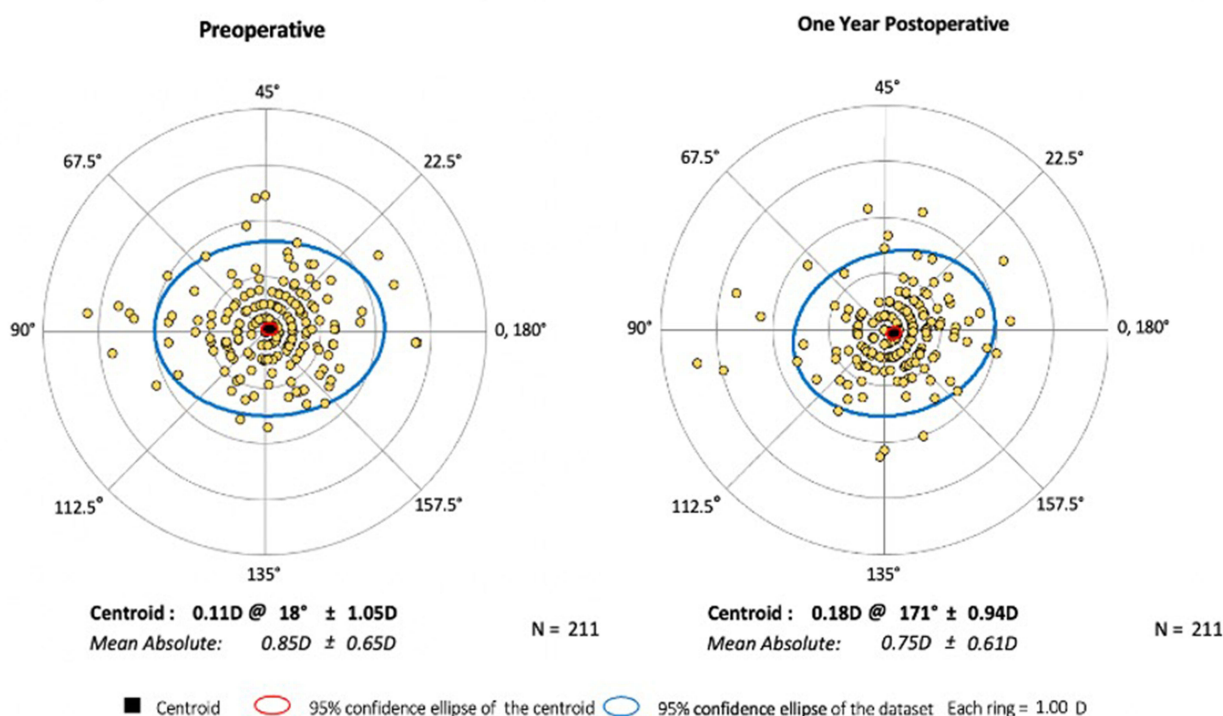 Preoperative
45°
67.5°
22.5°
90°
0, 180°
112.5°
157.5°
135°
Centroid : 0.11D @ 18° ± 1.05D
Mean Absolute: 0.85D ± 0.65D
N = 211
One Year Postoperative
45°
67.5°
22.5°
90°
0, 180°
112.5°
157.5°
135°
Centroid : 0.18D @ 171° ± 0.94D
Mean Absolute: 0.75D ± 0.61D
N = 211
Centroid 95% confidence ellipse of the centroid 95% confidence ellipse of the dataset Each ring = 1.00 D